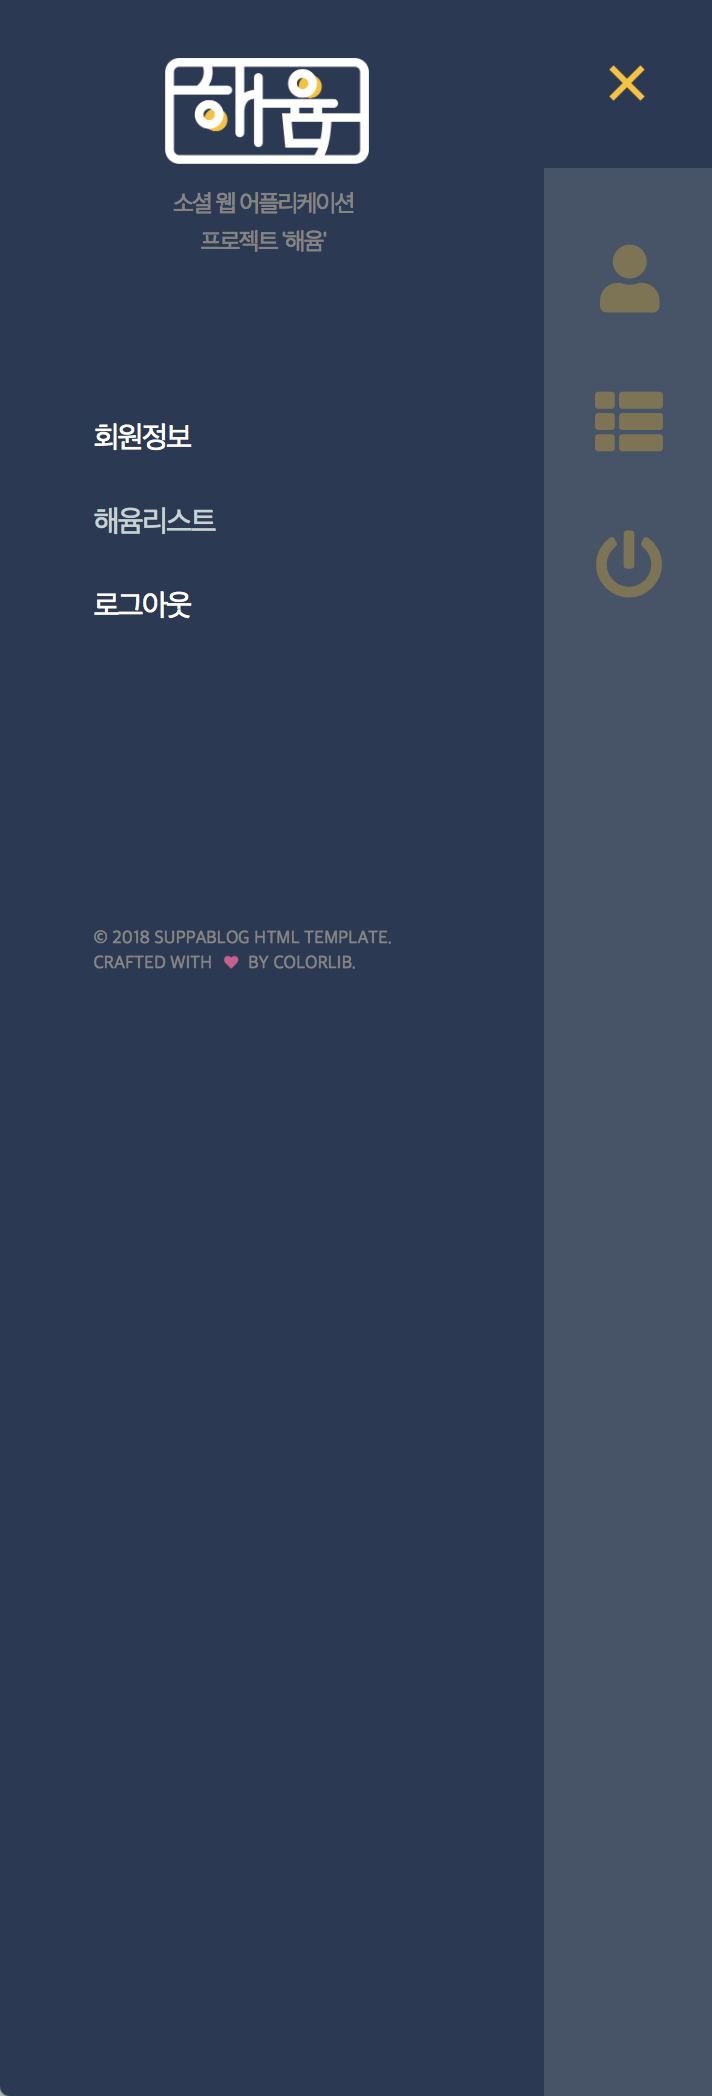 해윰
소셜 웹 어플리케이션
프로젝트 '해윰'
회원정보
해윰리스트
로그아웃
© 2018 SUPPABLOG HTML TEMPLATE.
CRAFTED WITH ♥ BY COLORLIB.